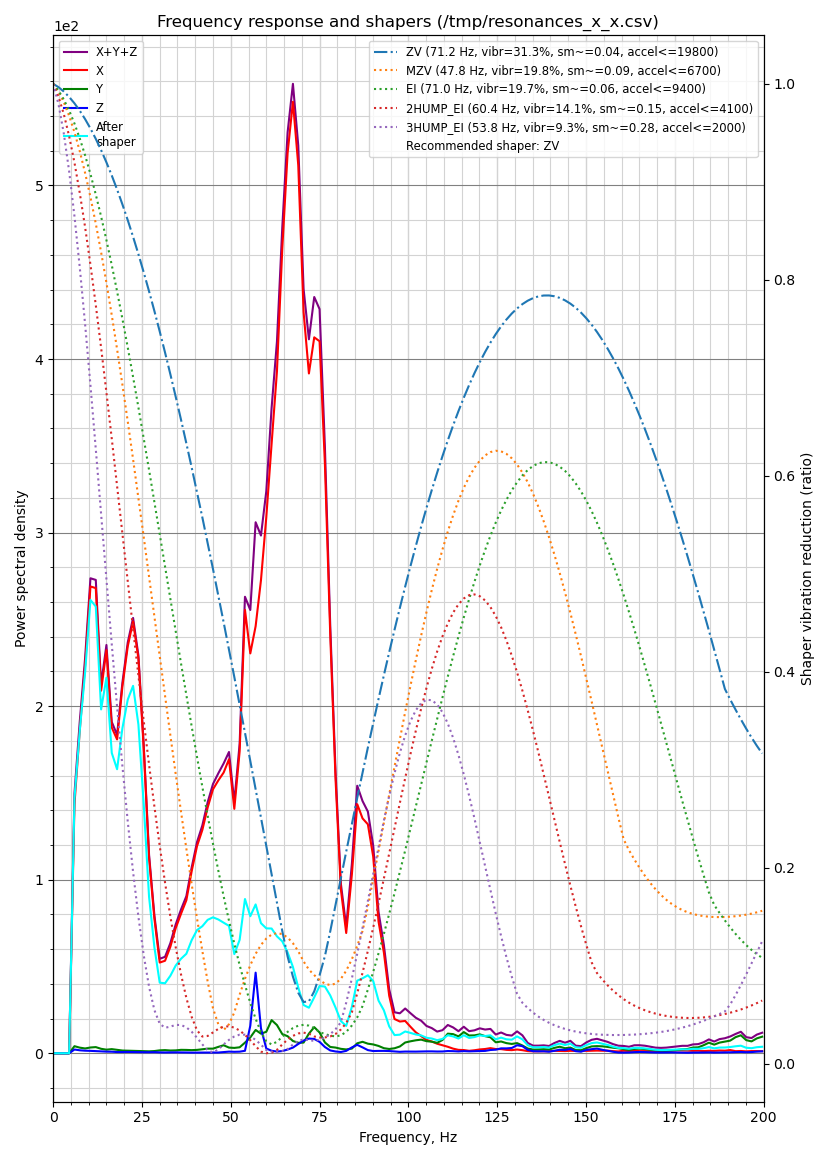 Frequency response and shapers (/tmp/resonances_x_x.csv)
1e2
X+Y+Z
X
Y
Z
After
shaper
ZV (71.2 Hz, vibr=31.3%, sm~=0.04, accel<=19800)
MZV (47.8 Hz, vibr=19.8%, sm~=0.09, accel<=6700)
EI (71.0 Hz, vibr=19.7%, sm~=0.06, accel<=9400)
2HUMP_EI (60.4 Hz, vibr=14.1%, sm~=0.15, accel<=4100)
3HUMP_EI (53.8 Hz, vibr=9.3%, sm~=0.28, accel<=2000)
Recommended shaper: ZV
Power spectral density
5
4
3
2
1
0
1.0
0.8
0.6
0.4
0.2
0.0
Shaper vibration reduction (ratio)
0 25 50 75 100 125 150 175 200
Frequency, Hz